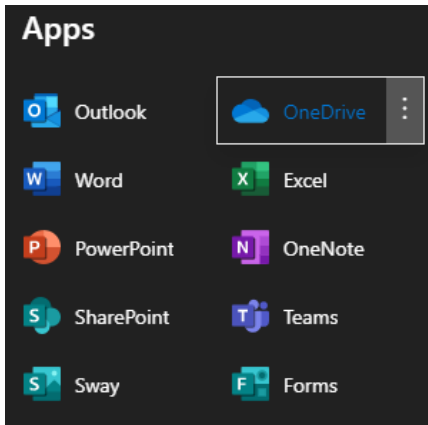 Apps
Outlook OneDrive
Word Excel
PowerPoint OneNote
SharePoint Teams
Sway Forms